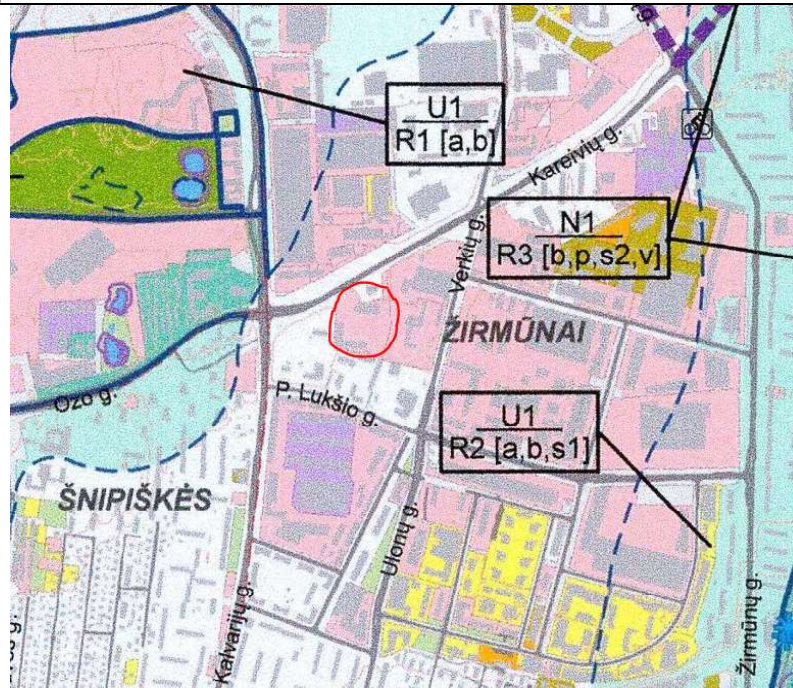 g.
U1
R1 [a,b]
Kareivių g.
N1
R3 [b,p,s2,v]
Verkių g.
ŽIRMŪNAI
Ozo g.
P. Lukšio g.
U1
R2 [a,b,s1]
ŠNIPIŠKĖS
Ulonų g.
Kalvarijų g.
Žirmūnų g.